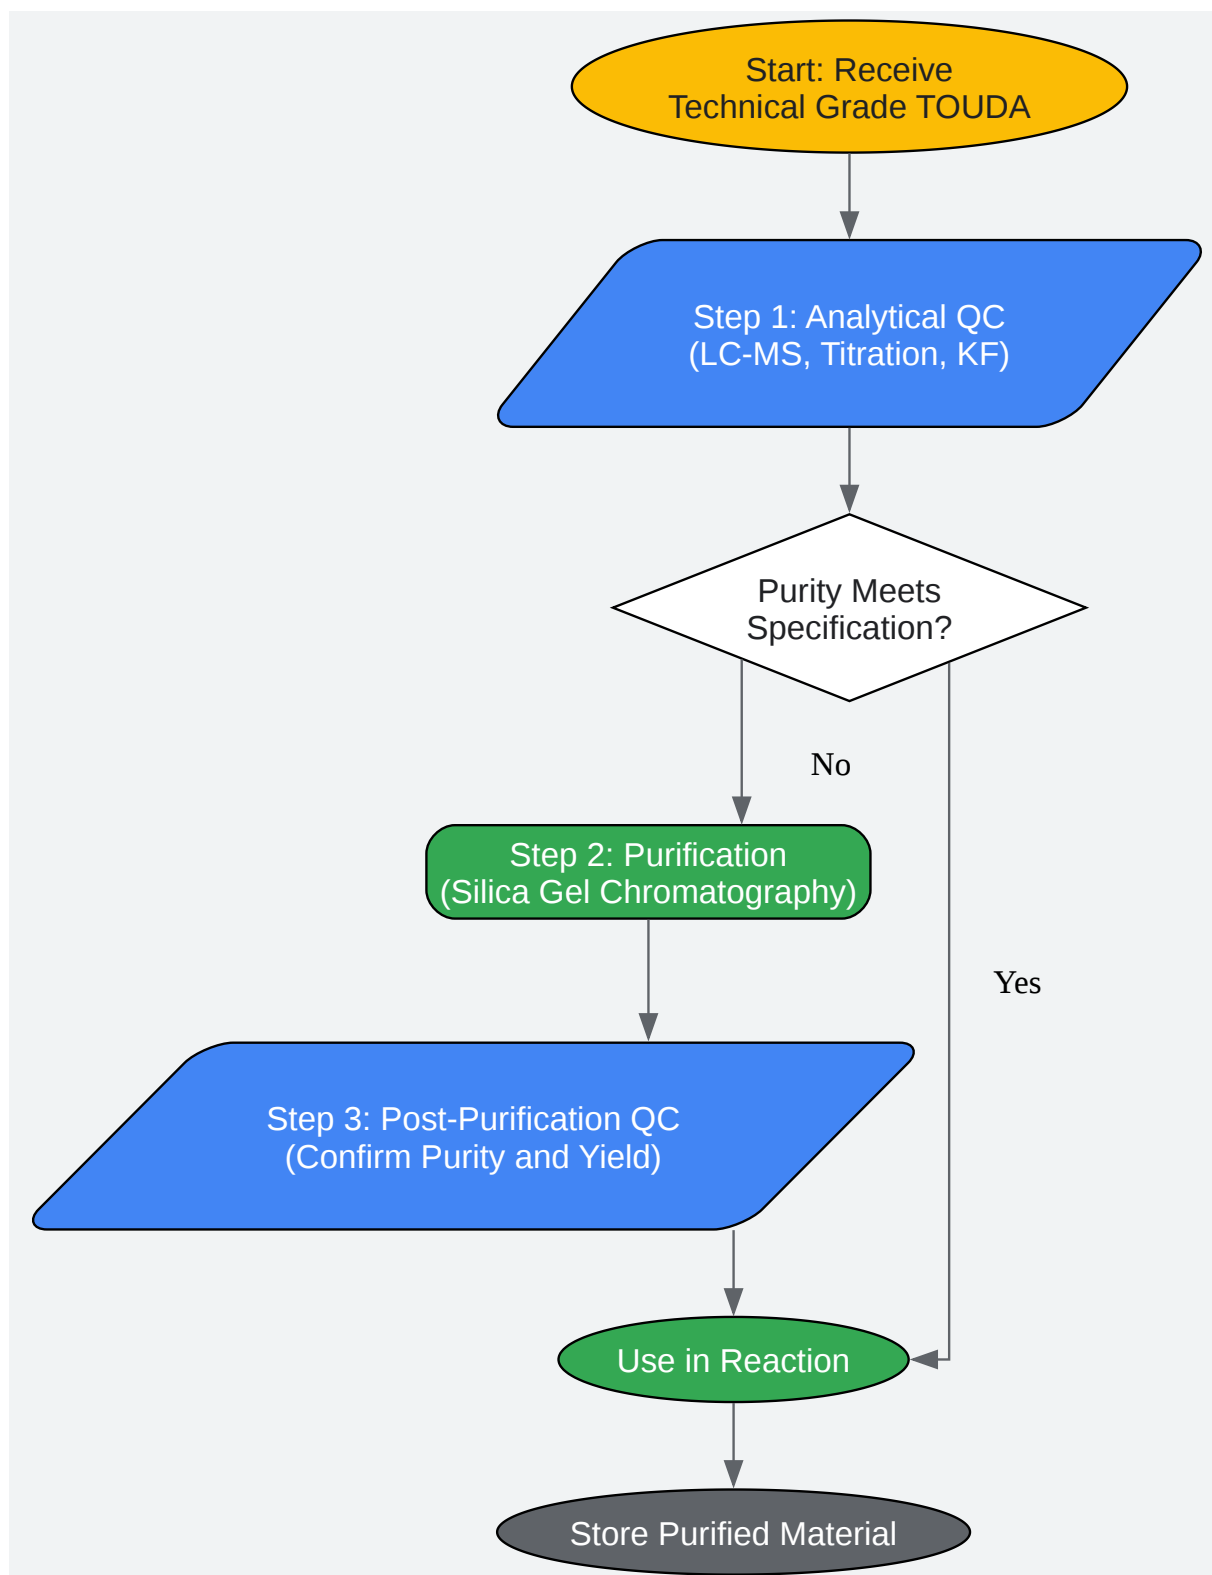 Start: Receive
Technical Grade TOUDA
Step 1: Analytical QC
(LC-MS, Titration, KF)
Purity Meets
Specification?
No
Step 2: Purification
(Silica Gel Chromatography)
Yes
Step 3: Post-Purification QC
(Confirm Purity and Yield)
Use in Reaction
Store Purified Material